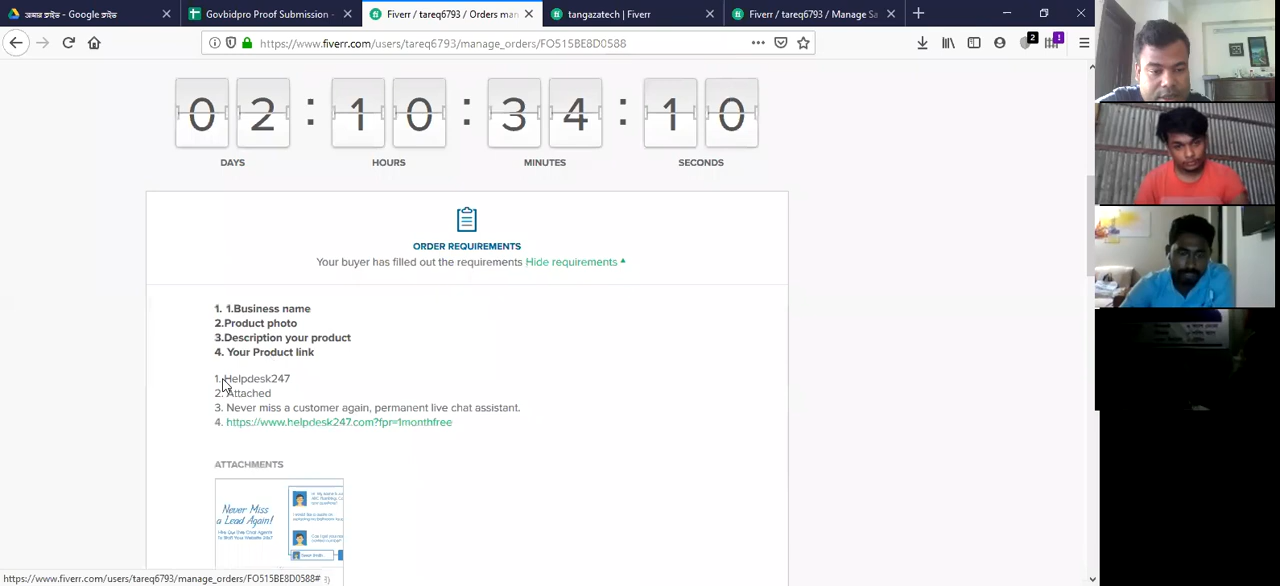 আমার ড্রাইভ - Google ড্রাইভ
Govbidpro Proof Submission -
Fiverr / tareq6793 / Orders man
tangazatech | Fiverr
Fiverr / tareq6793 / Manage Sa
https://www.fiverr.com/users/tareq6793/manage_orders/FO515BE8D0588
2
!
0 2 : 1 0 : 3 4 : 1 0
DAYS HOURS MINUTES SECONDS
ORDER REQUIREMENTS
Your buyer has filled out the requirements Hide requirements
1. 1.Business name
2.Product photo
3.Description your product
4. Your Product link
1. Helpdesk247
2. Attached
3. Never miss a customer again, permanent live chat assistant.
4. https://www.helpdesk247.com?fpr=1monthfree
ATTACHMENTS
Never Miss
a Lead Again!
https://www.fiverr.com/users/tareq6793/manage_orders/FO515BE8D0588#